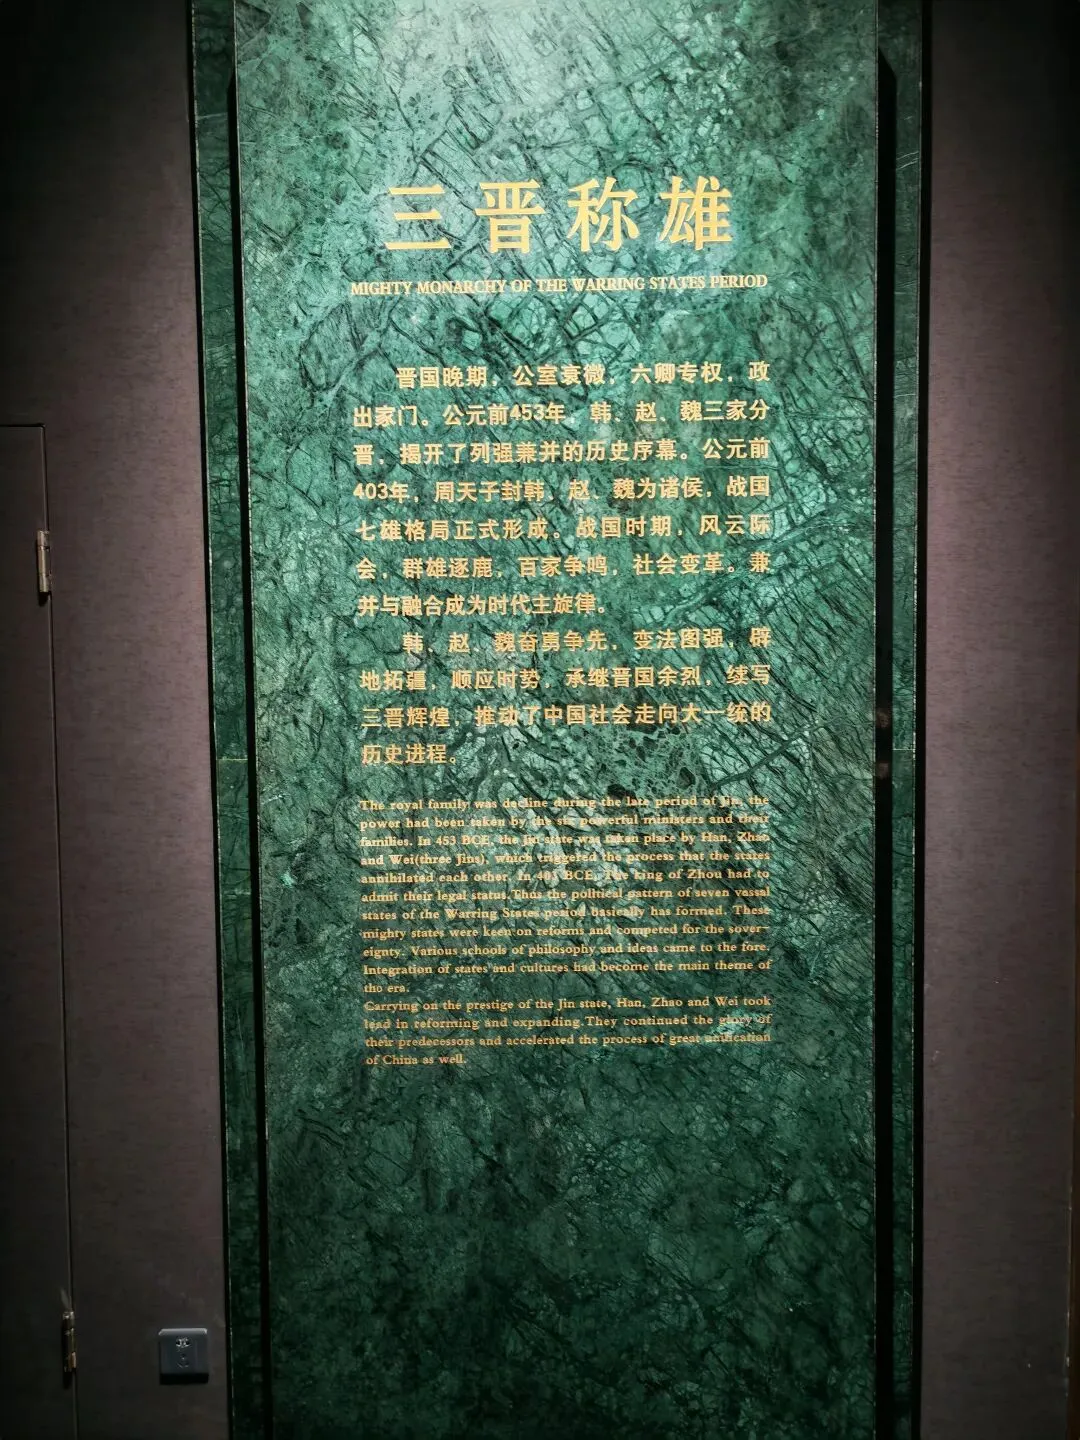 三晋称雄
MIGHTY MONARCHY OF THE WARRING STATES PERIOD
晋国晚期，公室衰微，六卿专权，政
出家门。公元前453年，韩、赵、魏三家分
晋，揭开了列强兼并的历史序幕。公元前
403年，周天子封韩、赵、魏为诸侯，战国
七雄格局正式形成。战国时期，风云际
会，群雄逐鹿，百家争鸣，社会变革。兼
并与融合成为时代主旋律。
韩、赵、魏奋勇争先，变法图强，辟
地拓疆，顺应时势，承继晋国余烈，续写
三晋辉煌，推动了中国社会走向大一统的
历史进程。
The royal family was decline during the late period of Jin, the
power had been taken by the six powerful ministers and their
families. In 453 BCE, the Jin state was taken place by Han, Zhao
and Wei(three Jins), which triggered the process that the states
annihilated each other. In 403 BCE, The king of Zhou had to
admit their legal status.Thus the political pattern of seven vassal
states of the Warring States period basically has formed. These
mighty states were keen on reforms and competed for the sover-
eignty. Various schools of philosophy and ideas came to the fore.
Integration of states and cultures had become the main theme of
the era.
Carrying on the prestige of the Jin state, Han, Zhao and Wei took
lead in reforming and expanding.They continued the glory of
their predecessors and accelerated the process of great unification
of China as well.